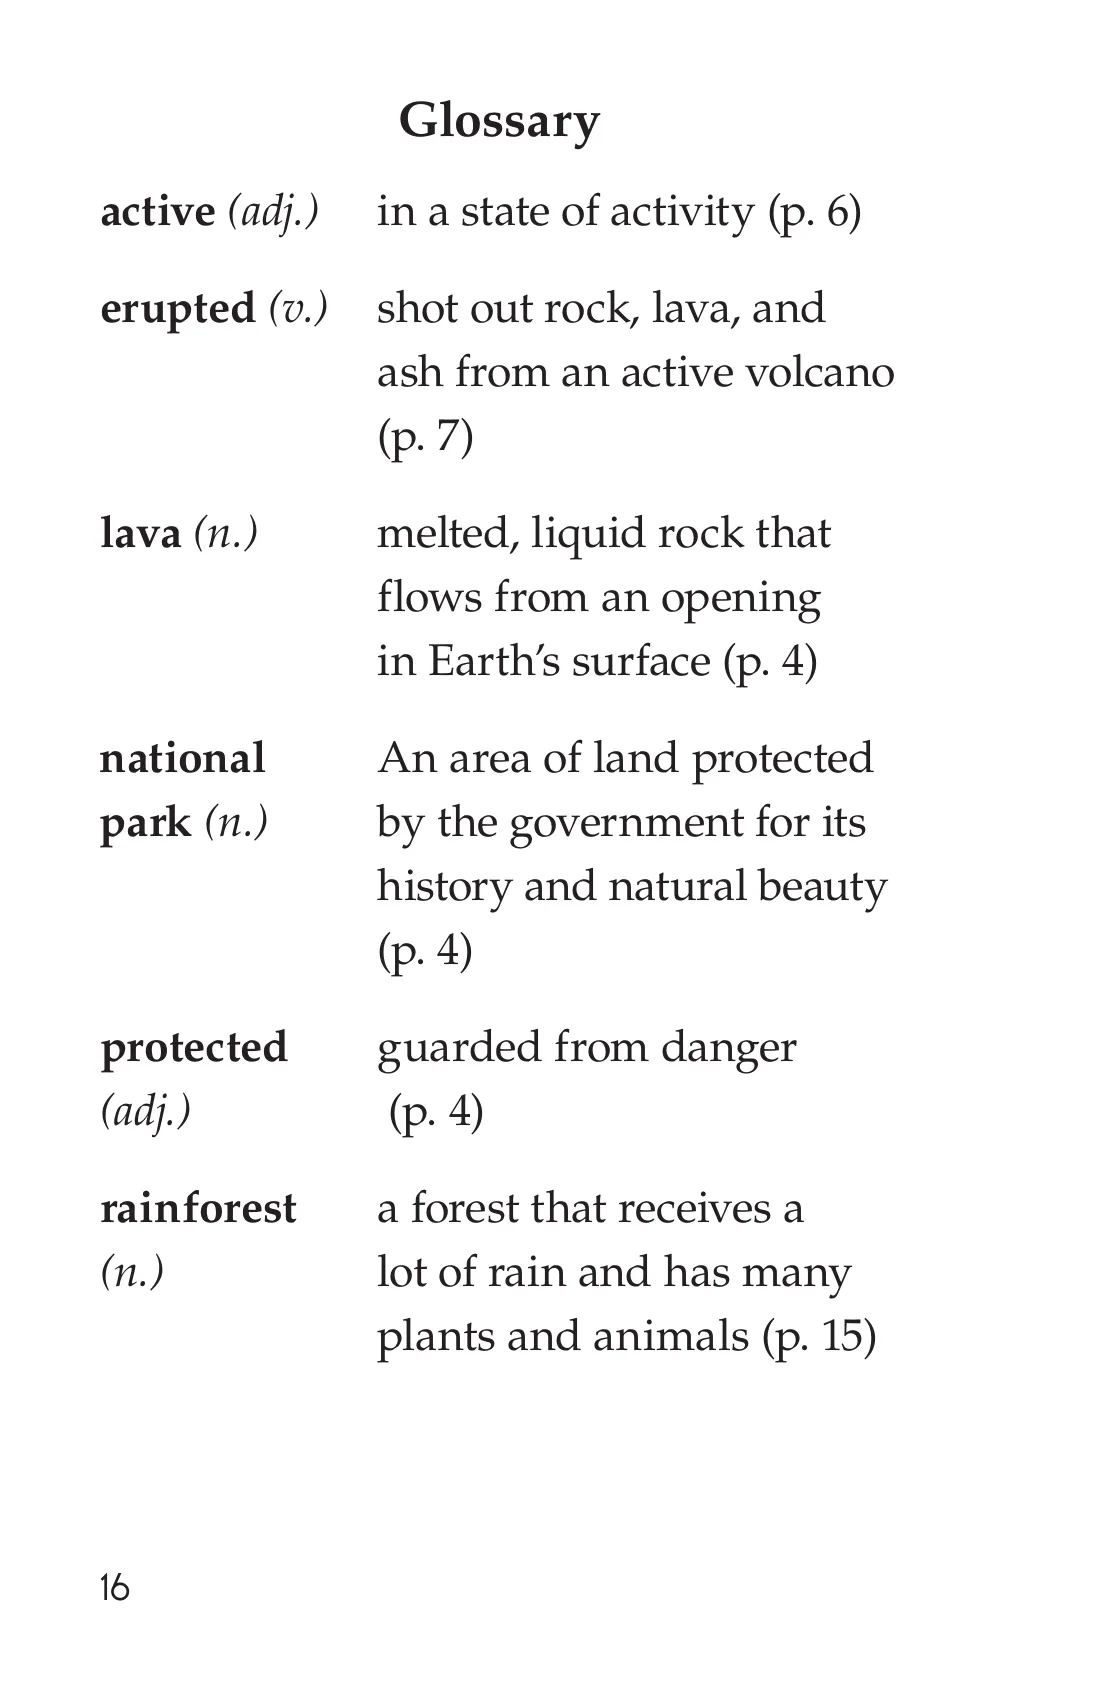 Glossary
active (adj.) in a state of activity (p. 6)
erupted (v.) shot out rock, lava, and
ash from an active volcano
(p. 7)
lava (n.) melted, liquid rock that
flows from an opening
in Earth’s surface (p. 4)
national An area of land protected
park (n.) by the government for its
history and natural beauty
(p. 4)
protected guarded from danger
(adj.) (p. 4)
rainforest a forest that receives a
(n.) lot of rain and has many
plants and animals (p. 15)
16